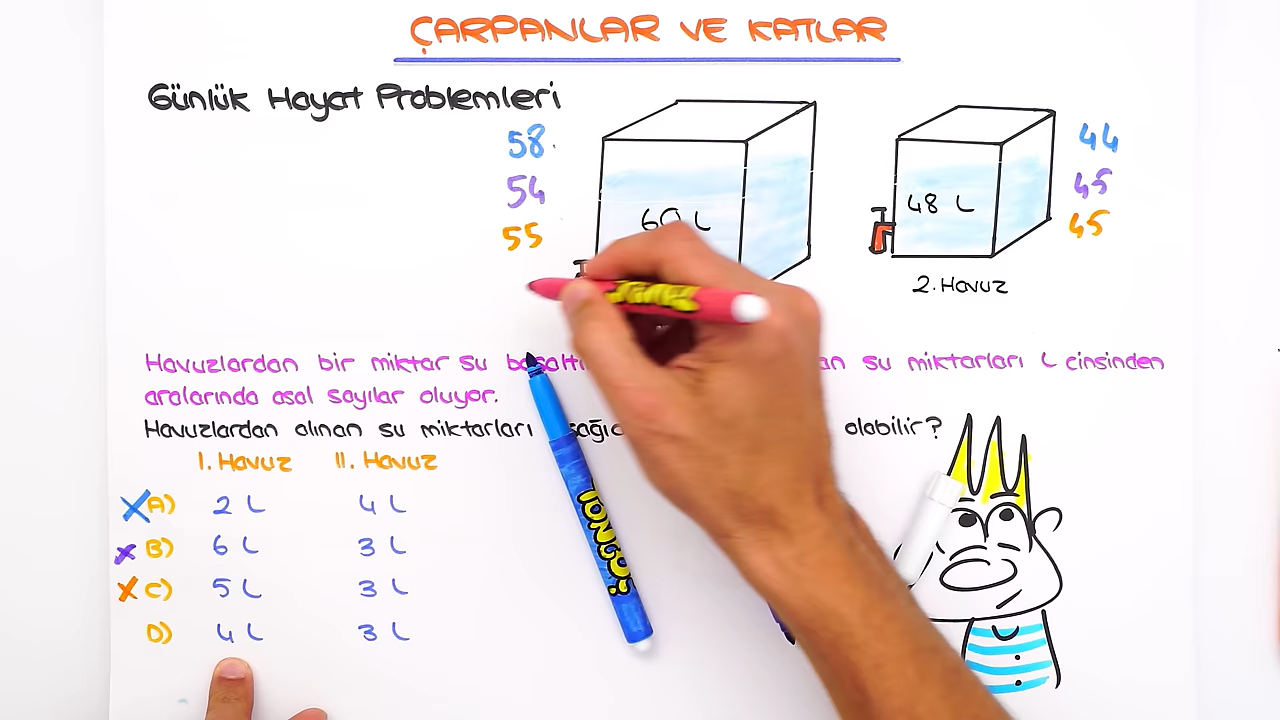 ÇARPANLAR VE KATLAR
Günlük Hayat Problemleri
58
54
55
60 L
48 L
44
45
45
2. Havuz
Havuzlardan bir miktar su su miktarları L cinsinden
aralarında asal sayılar oluyor.
Havuzlardan alınan su miktarları olabilir?
I. Havuz II. Havuz
A) 2 L 4 L
B) 6 L 3 L
C) 5 L 3 L
D) 4 L 3 L